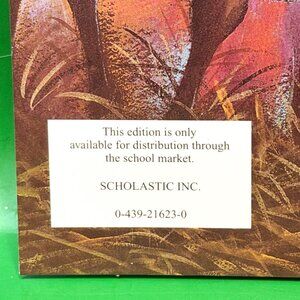 This edition is only
available for distribution through
the school market.
SCHOLASTIC INC.
0-439-21623-0